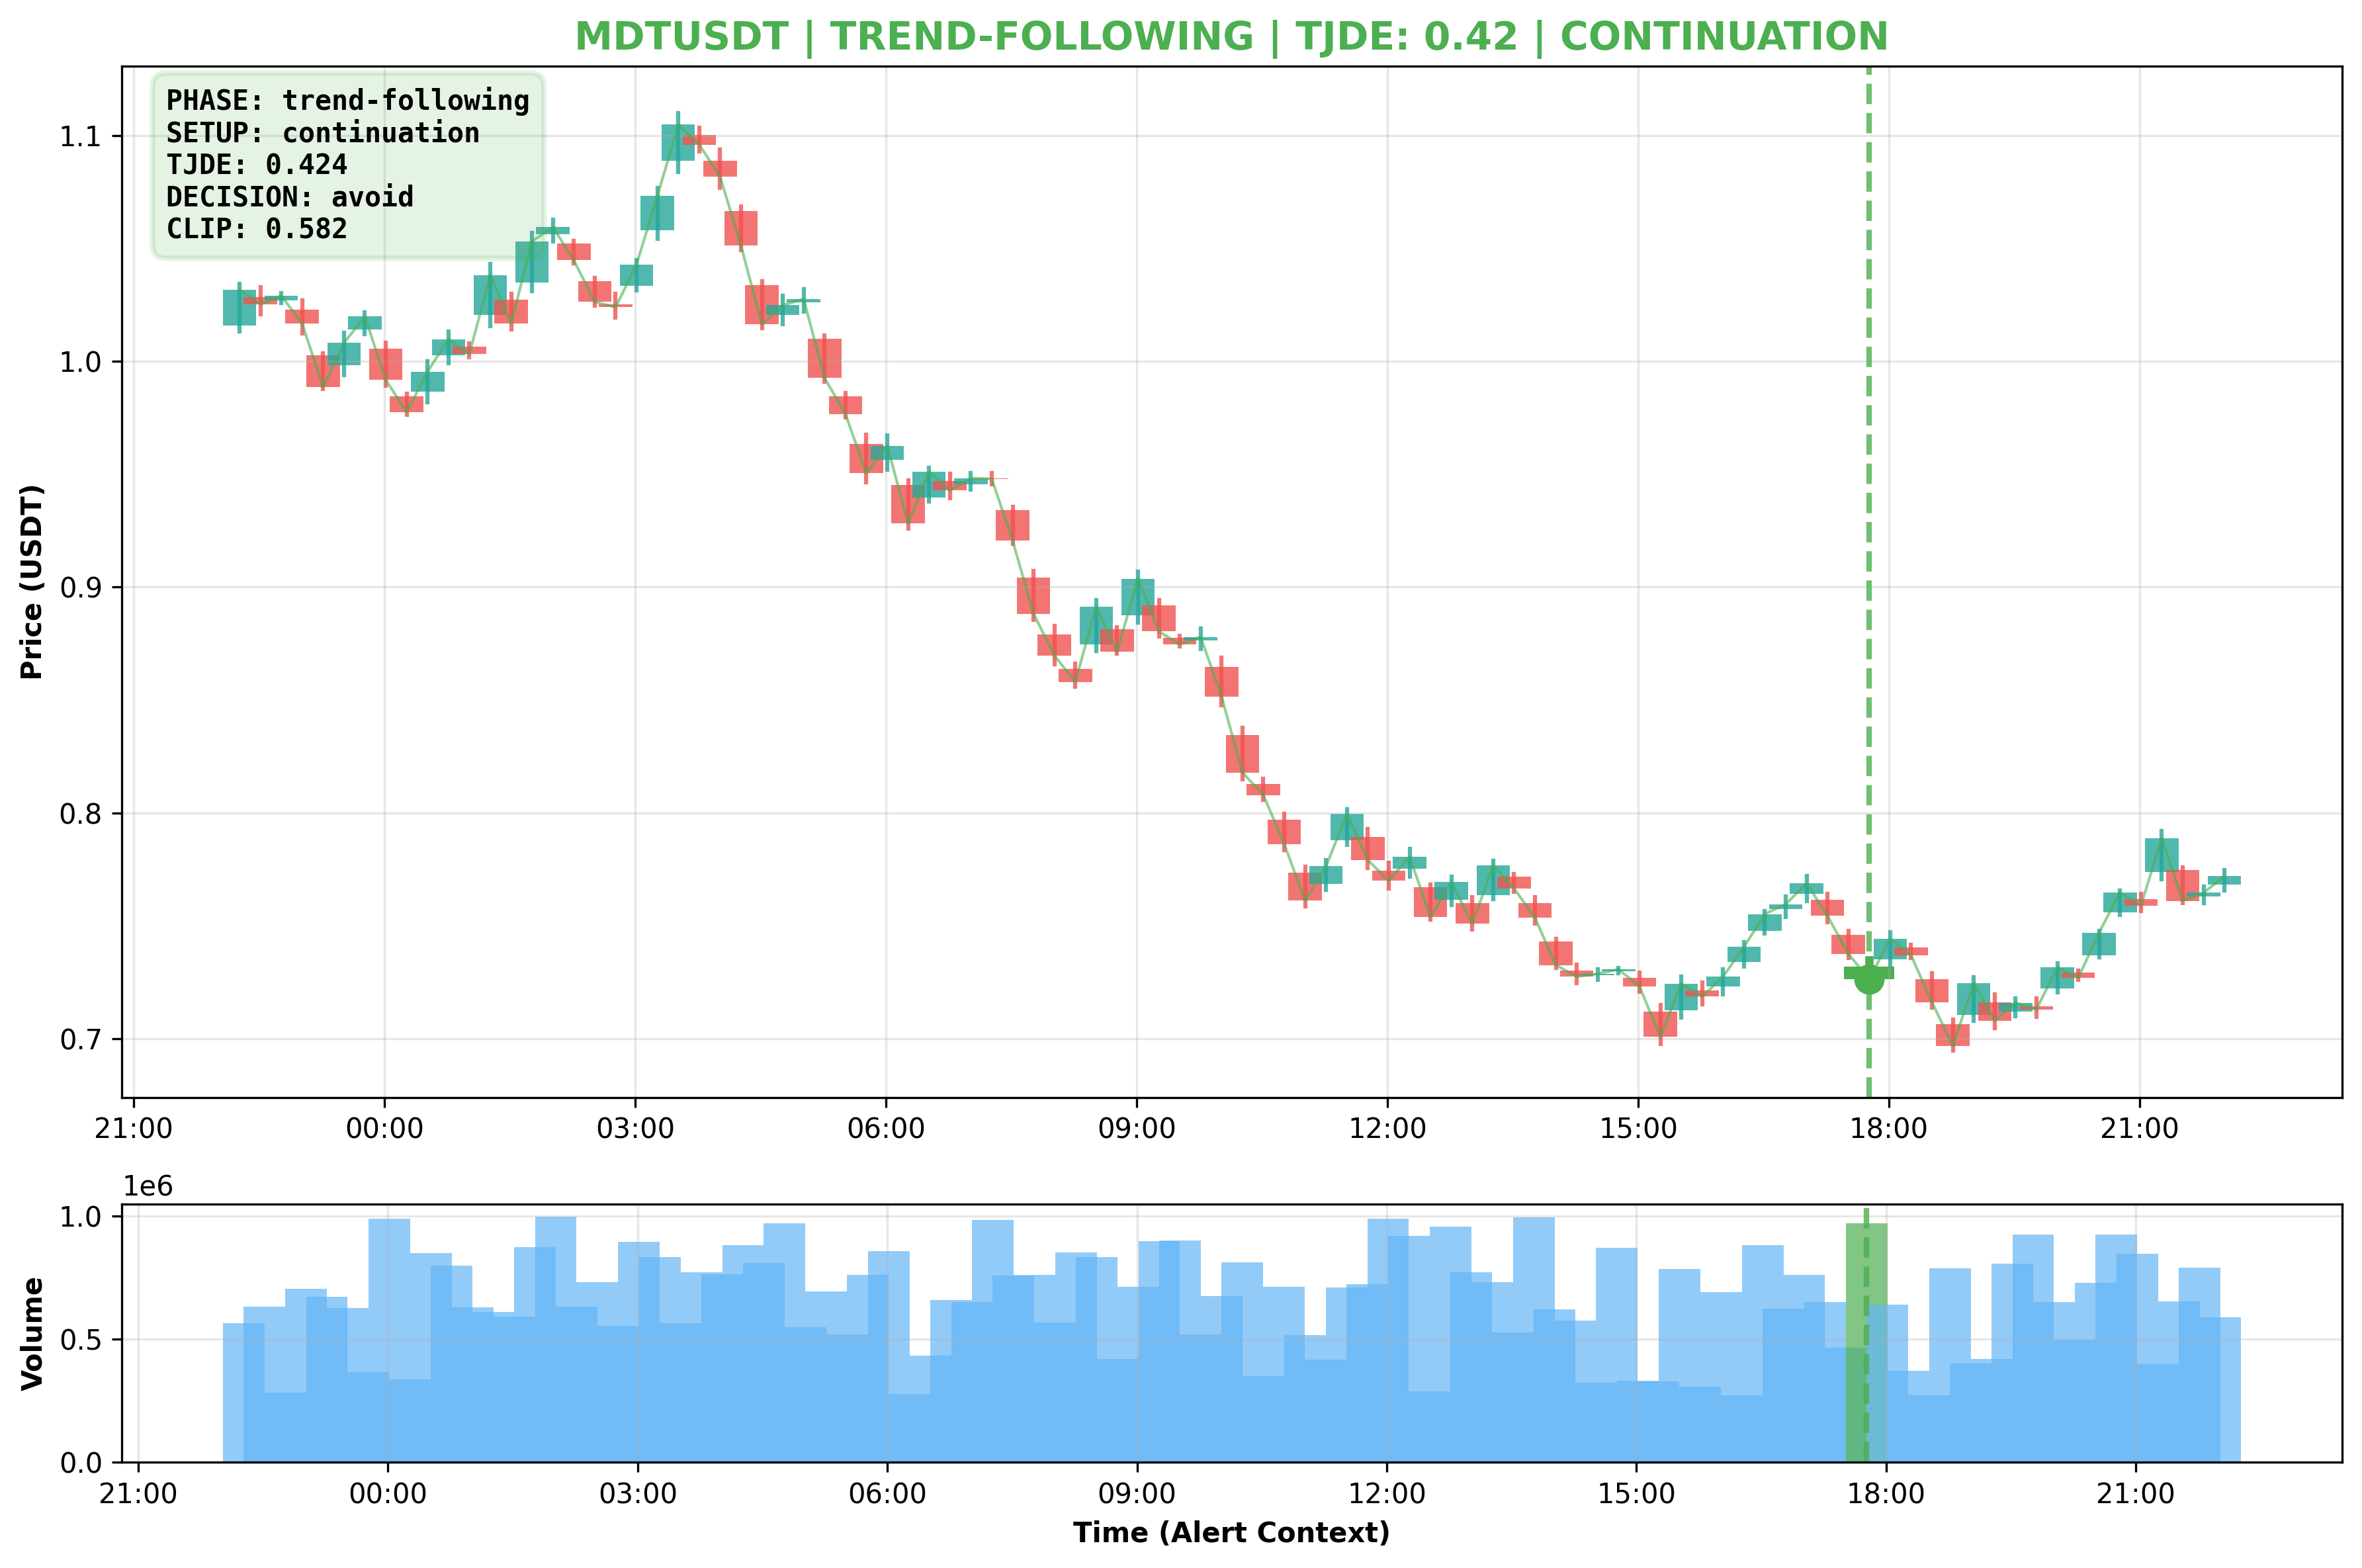 MDTUSDT | TREND-FOLLOWING | TJDE: 0.42 | CONTINUATION
PHASE: trend-following
SETUP: continuation
TJDE: 0.424
DECISION: avoid
CLIP: 0.582
Price (USDT)
1.1
1.0
0.9
0.8
0.7
21:00 00:00 03:00 06:00 09:00 12:00 15:00 18:00 21:00
1e6
Volume
1.0
0.5
0.0
21:00 00:00 03:00 06:00 09:00 12:00 15:00 18:00 21:00
Time (Alert Context)